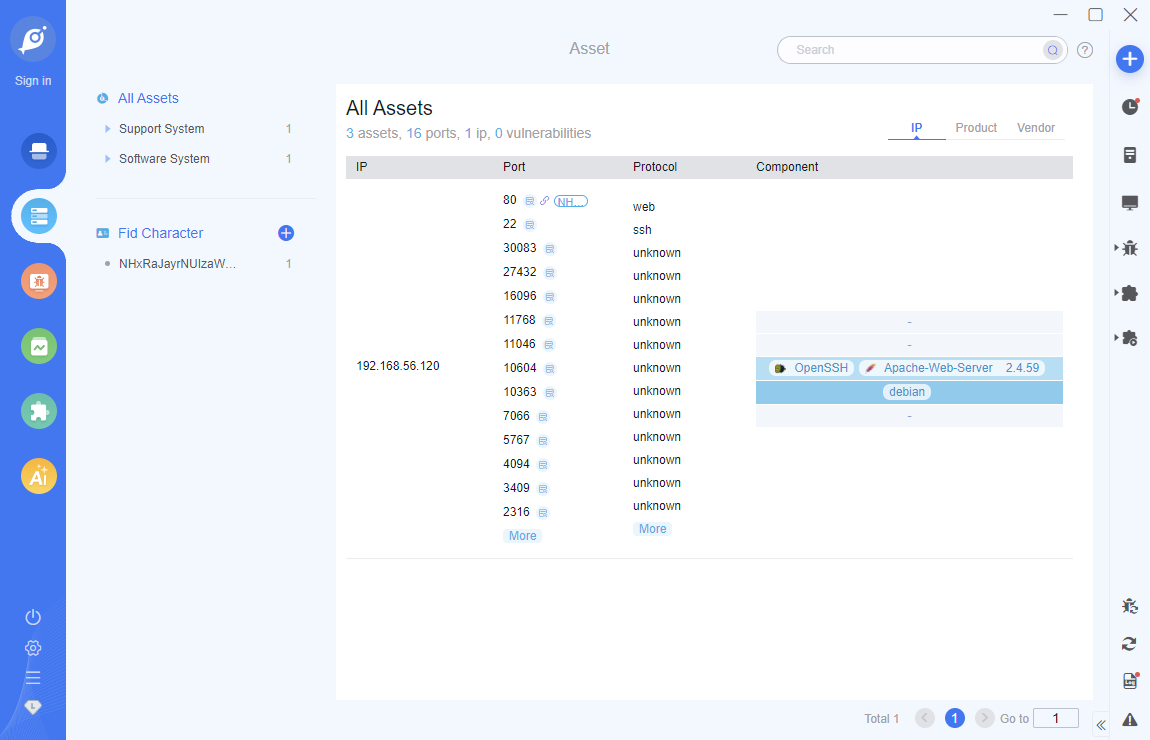 Asset
Search
?
Sign in
All Assets
Support System 1
Software System 1
Fid Character
NHxRaJayrNUIzaW... 1
Ai
L
All Assets
3 assets, 16 ports, 1 ip, 0 vulnerabilities
IP Product Vendor
IP Port Protocol Component
192.168.56.120
80 NH...
22
30083
27432
16096
11768
11046
10604
10363
7066
5767
4094
3409
2316
More
web
ssh
unknown
unknown
unknown
unknown
unknown
unknown
unknown
unknown
unknown
unknown
unknown
unknown
More
-
-
OpenSSH Apache-Web-Server 2.4.59
debian
-
Total 1 1 Go to 1
LOG